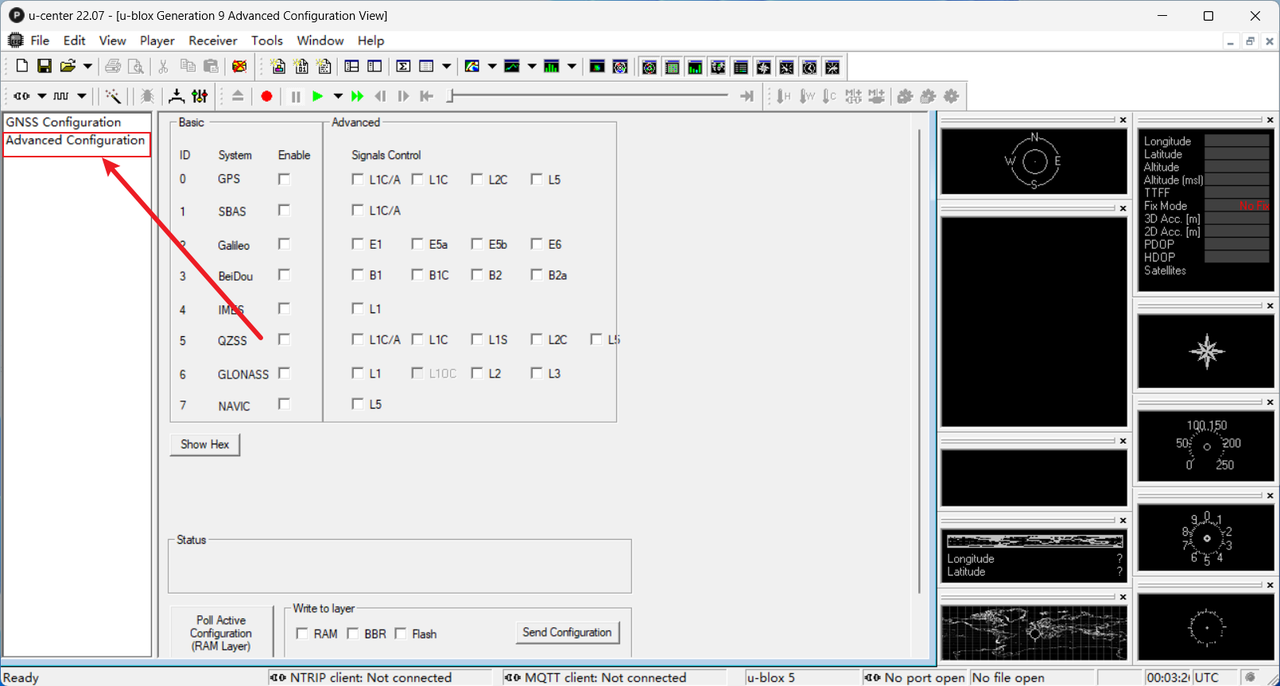 u-center 22.07 - [u-blox Generation 9 Advanced Configuration View]
File Edit View Player Receiver Tools Window Help
GNSS Configuration
Advanced Configuration
Basic
Advanced
ID System Enable Signals Control
0 GPS L1C/A L1C L2C L5
1 SBAS L1C/A
2 Galileo E1 E5a E5b E6
3 BeiDou B1 B1C B2 B2a
4 IMES L1
5 QZSS L1C/A L1C L1S L2C L5
6 GLONASS L1 L1OC L2 L3
7 NAVIC L5
Show Hex
Status
Poll Active
Configuration
(RAM Layer)
Write to layer
RAM BBR Flash Send Configuration
N
W E
S
Longitude ?
Latitude ?
Longitude
Latitude
Altitude
Altitude (msl)
TTFF
Fix Mode
3D Acc. [m]
2D Acc. [m]
PDOP
HDOP
Satellites
100 150
50 200
0 250
9 0 1
8 2
7 3
6 5 4
Ready NTRIP client: Not connected MQTT client: Not connected u-blox 5 No port open No file open 00:03:2 UTC